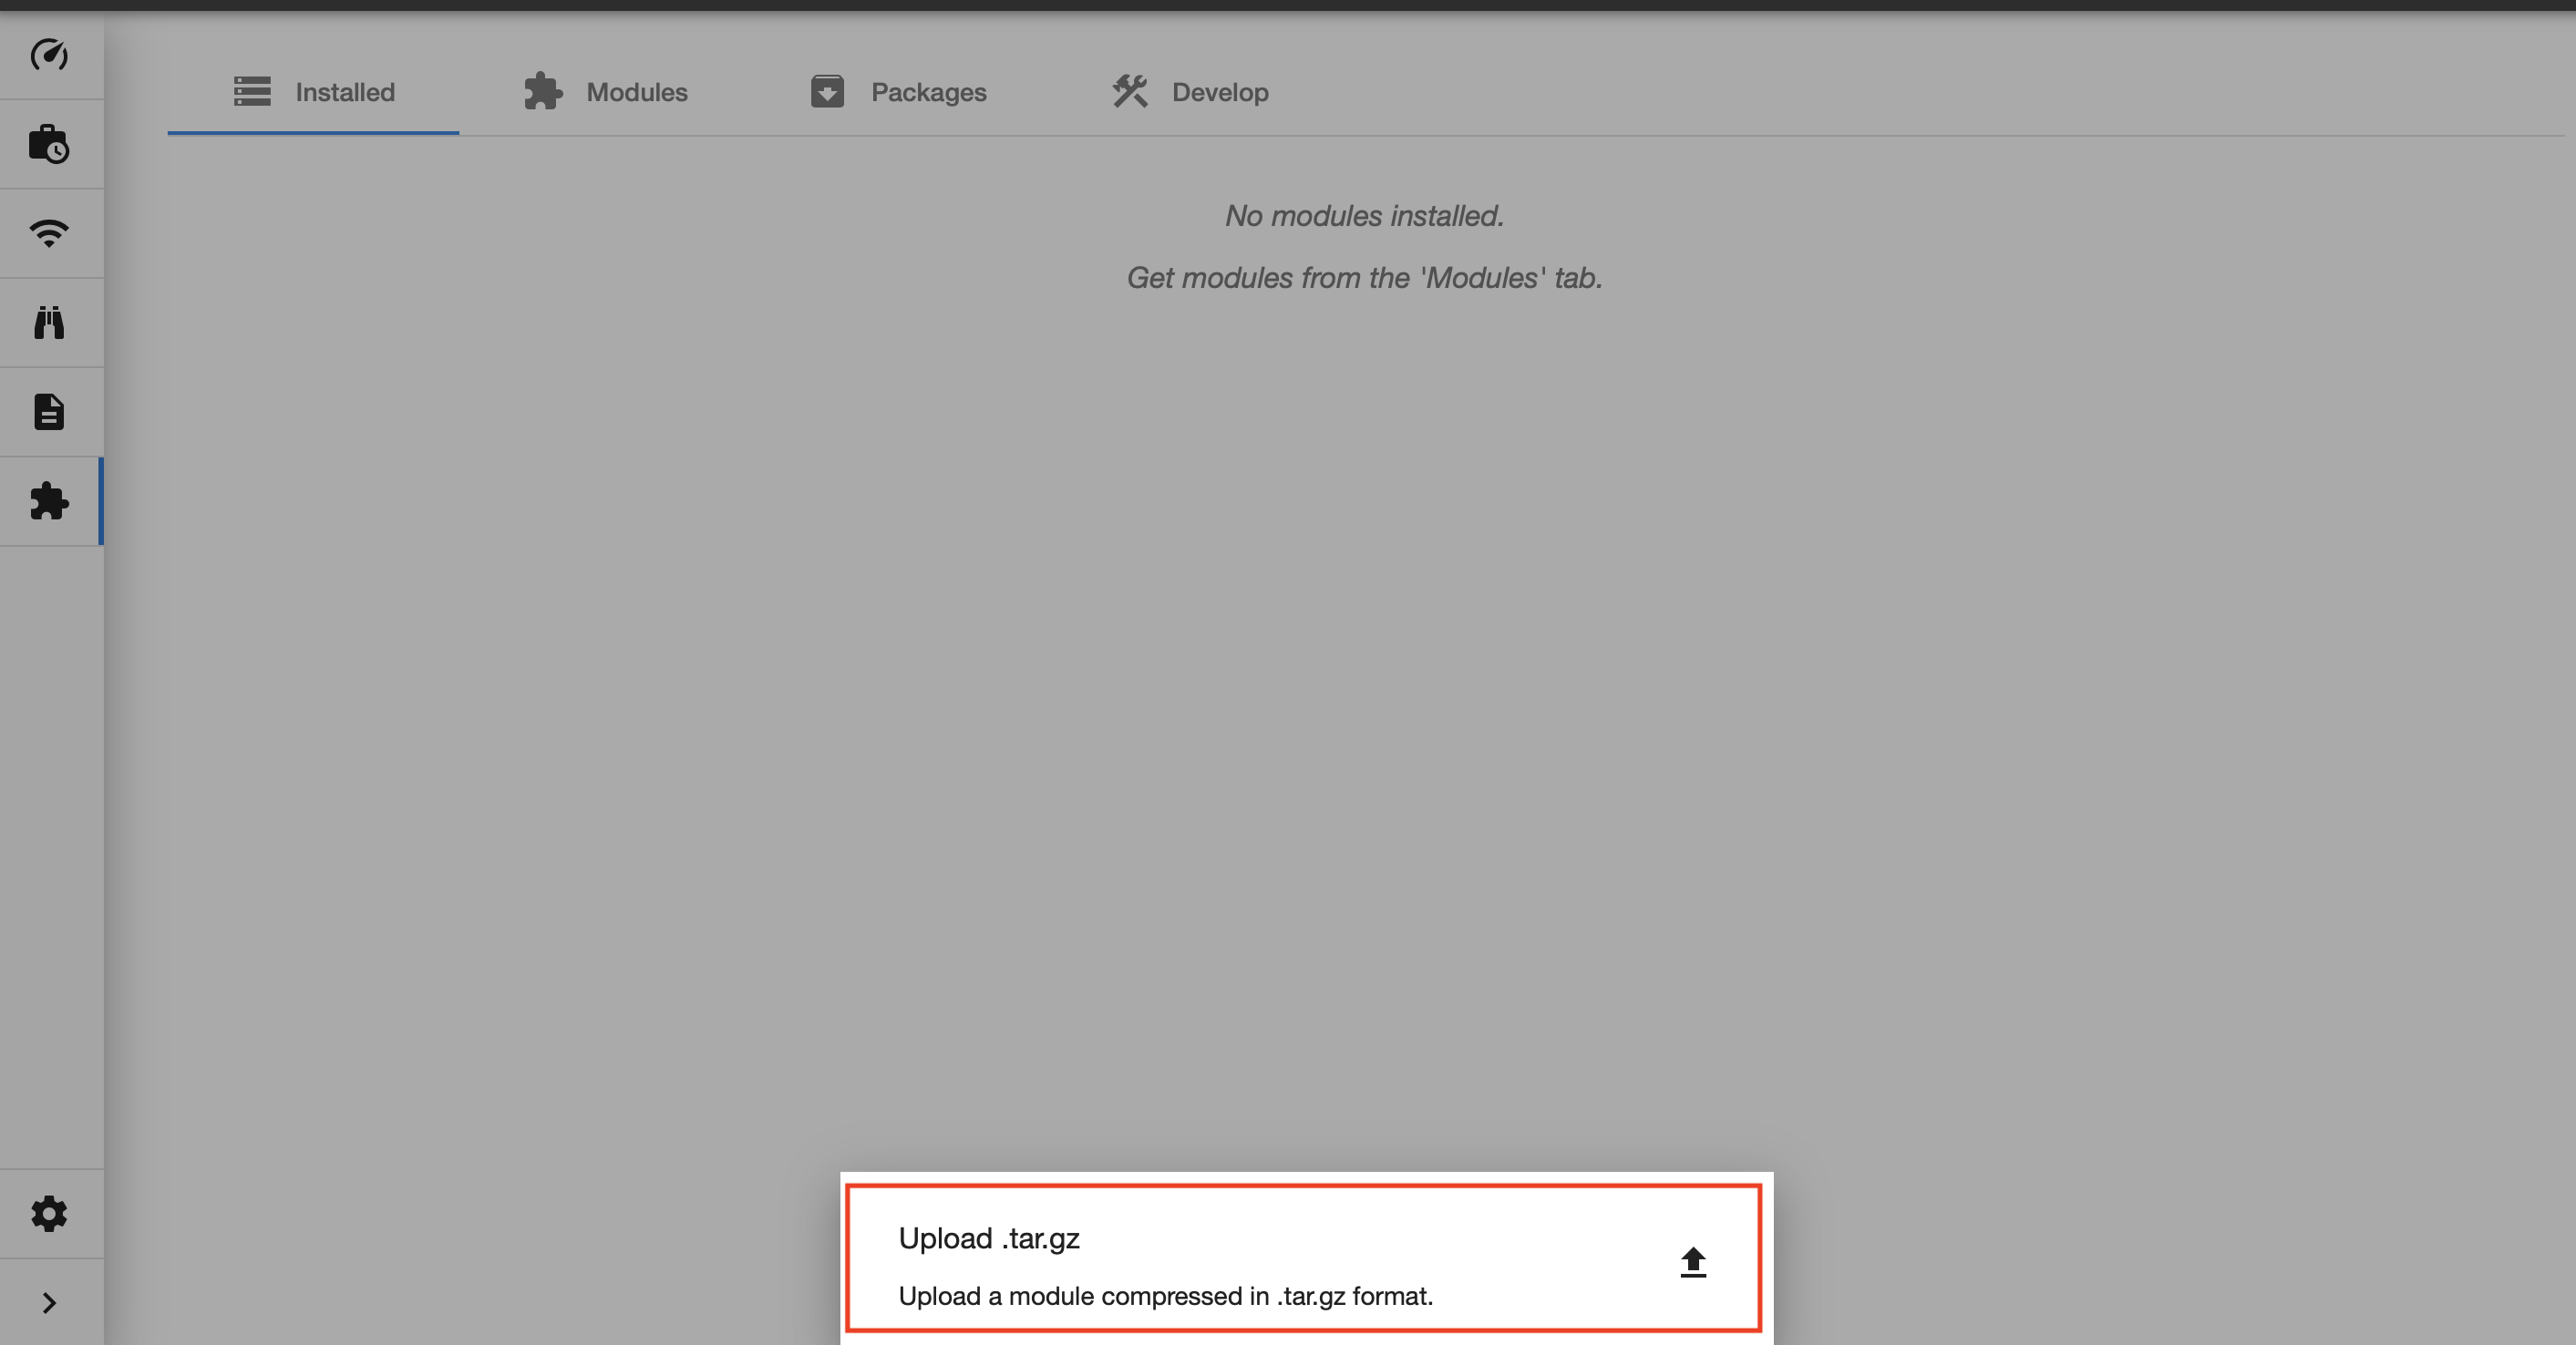 Installed
Modules
Packages
Develop
No modules installed.
Get modules from the 'Modules' tab.
Upload .tar.gz
Upload a module compressed in .tar.gz format.